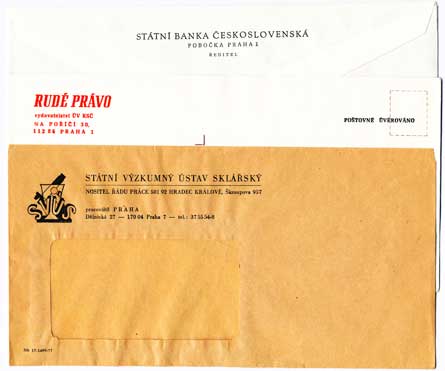 STÁTNÍ BANKA ČESKOSLOVENSKÁ
POBOČKA PRAHA 1
ŘEDITEL
RUDÉ PRÁVO
vydavatelství ÚV KSČ
NA POŘÍČÍ 30,
112 86 PRAHA 1
POŠTOVNÉ ÚVĚROVÁNO
STÁTNÍ VÝZKUMNÝ ÚSTAV SKLÁŘSKÝ
NOSITEL ŘÁDU PRÁCE 501 92 HRADEC KRÁLOVÉ, Škroupova 957
pracoviště PRAHA
Dělnická 27 — 170 04 Praha 7 — tel.: 37 55 54-8
SVÚS